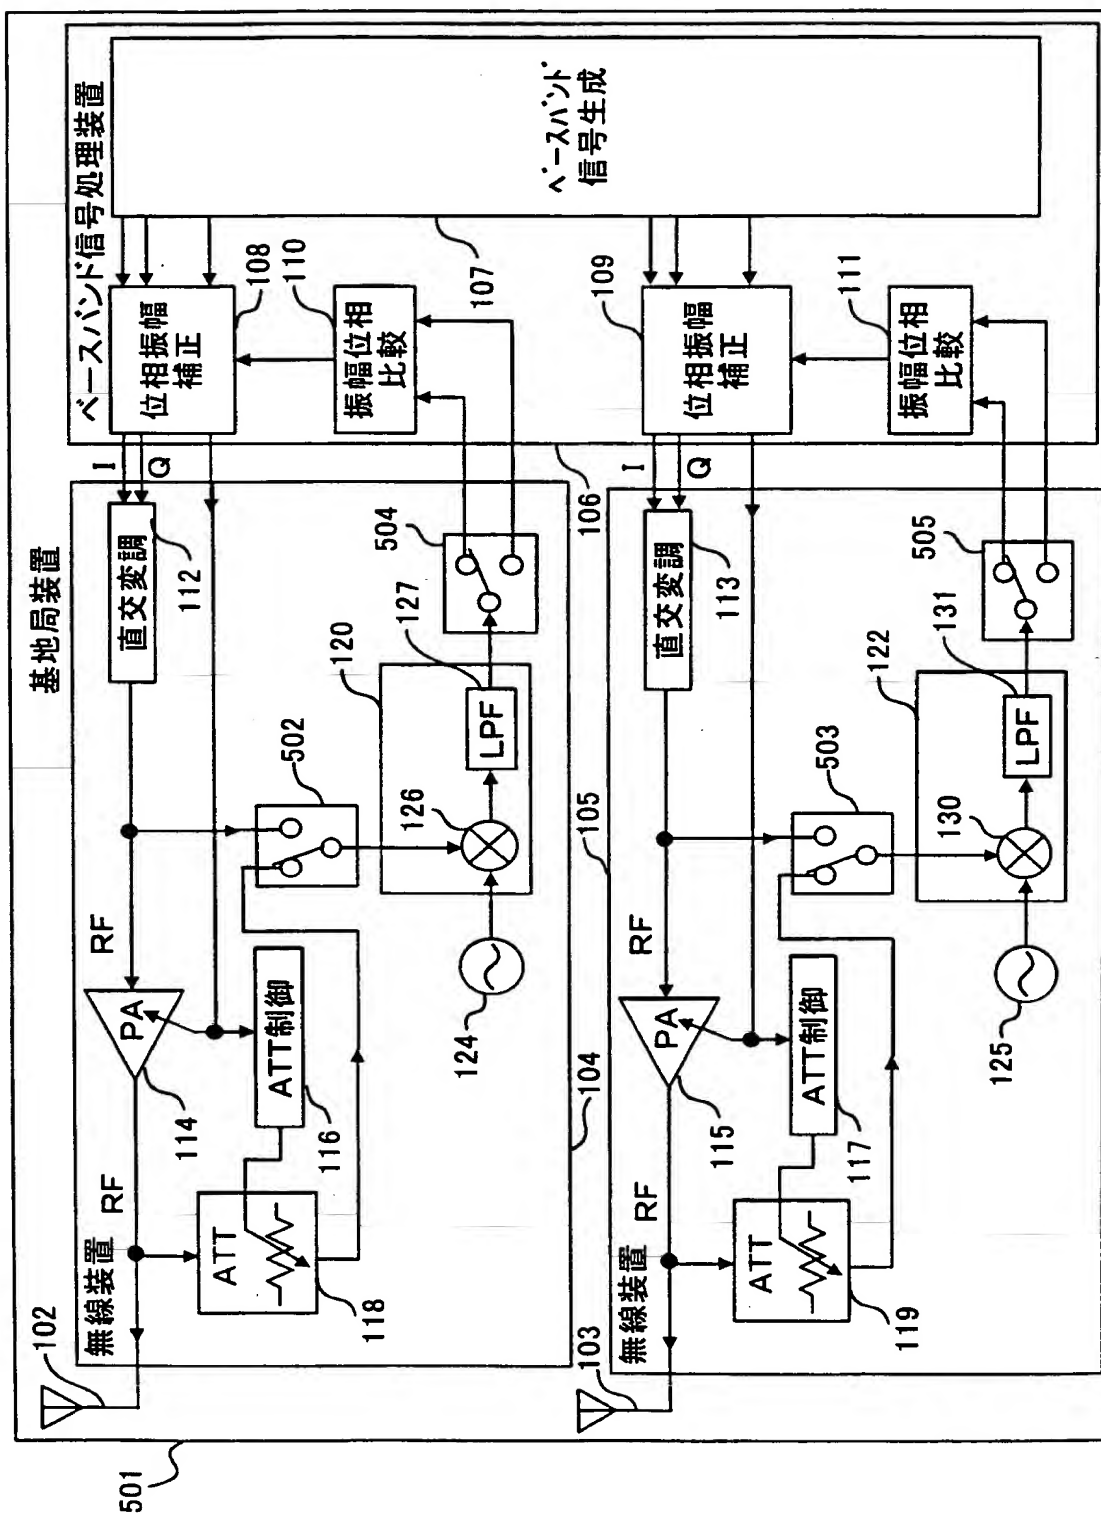 基地局装置
501
102
無線装置
RF
114
PA
RF
直交変調
112
I
Q
ベースバンド信号処理装置
位相振幅
補正
108
振幅位相
比較
110
ベースバンド
信号生成
107
ATT
118
ATT制御
116
502
124
126
120
LPF
127
504
104
106
103
無線装置
RF
115
PA
RF
直交変調
113
I
Q
位相振幅
補正
109
振幅位相
比較
111
ATT
119
ATT制御
117
503
125
130
122
LPF
131
505
105